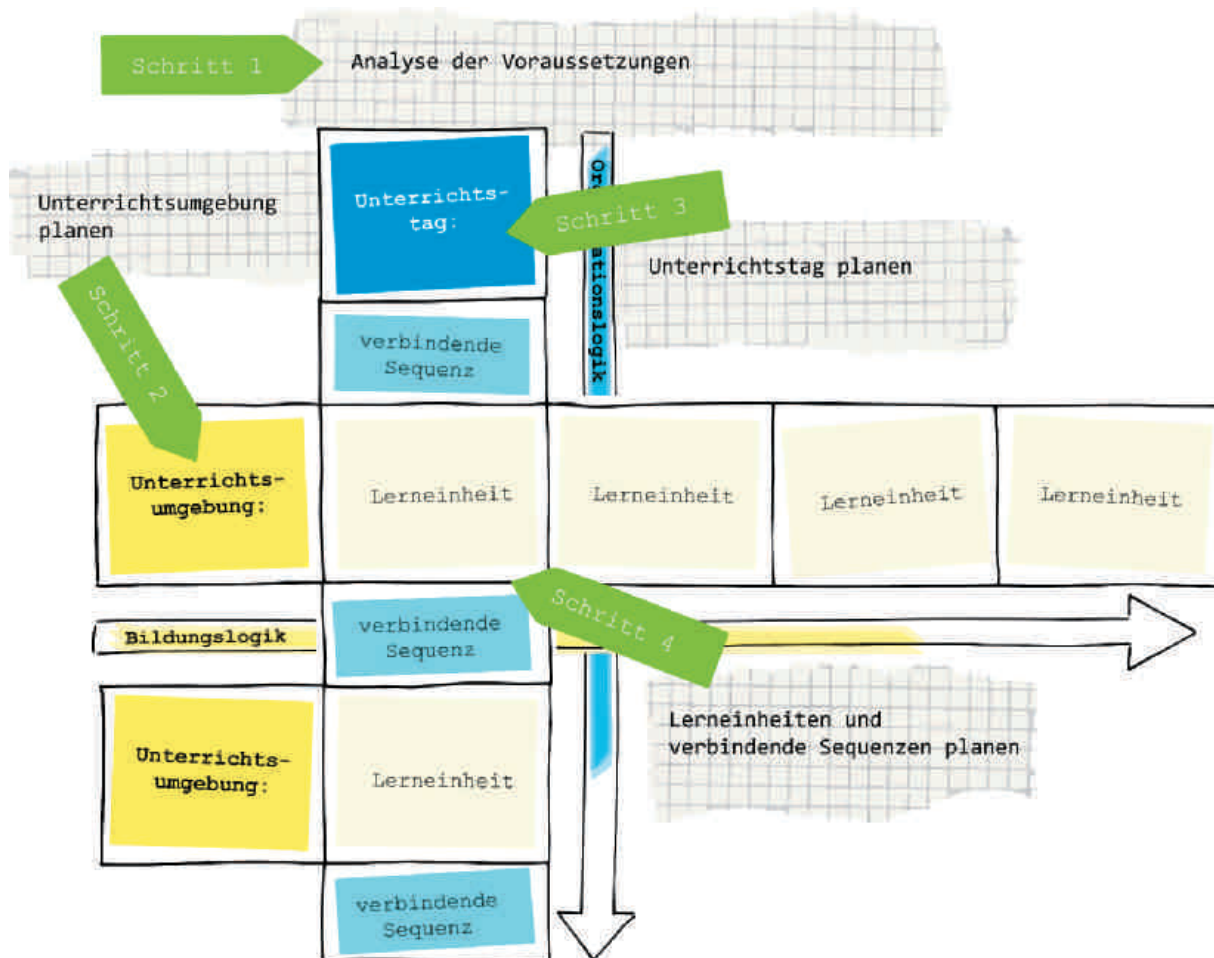 Schritt 1
Analyse der Voraussetzungen
Unterrichtsumgebung
planen
Schritt 2
Unterrichts-
tag:
Schritt 3
Unterrichtstag planen
verbindende
Sequenz
Unterrichts-
umgebung:
Lerneinheit
Lerneinheit
Lerneinheit
Lerneinheit
Schritt 4
Bildungslogik
verbindende
Sequenz
Lerneinheiten und
verbindende Sequenzen planen
Unterrichts-
umgebung:
Lerneinheit
verbindende
Sequenz